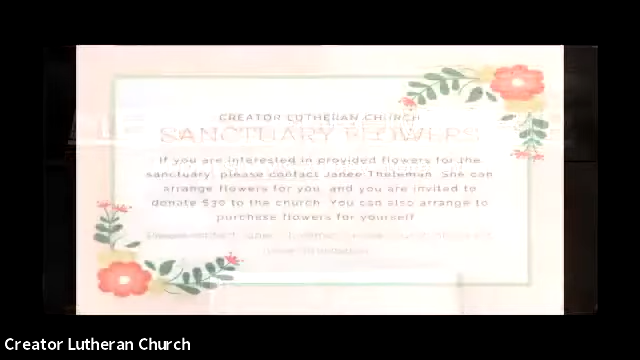 CREATOR LUTHERAN CHURCH
SANCTUARY FLOWERS
If you are interested in provided flowers for the
sanctuary, please contact Janee Theleman. She can
arrange flowers for you, and you are invited to
donate $30 to the church. You can also arrange to
purchase flowers for yourself.
Creator Lutheran Church